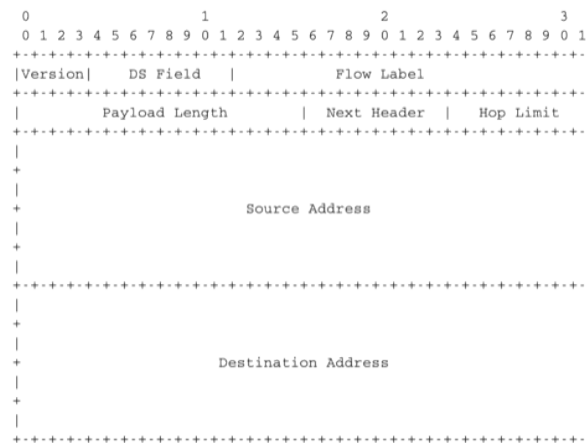 0                   1                   2                   3
0 1 2 3 4 5 6 7 8 9 0 1 2 3 4 5 6 7 8 9 0 1 2 3 4 5 6 7 8 9 0 1
+-+-+-+-+-+-+-+-+-+-+-+-+-+-+-+-+-+-+-+-+-+-+-+-+-+-+-+-+-+-+-+-
|Version|    DS Field   |           Flow Label
+-+-+-+-+-+-+-+-+-+-+-+-+-+-+-+-+-+-+-+-+-+-+-+-+-+-+-+-+-+-+-+-
|         Payload Length        |  Next Header  |   Hop Limit
+-+-+-+-+-+-+-+-+-+-+-+-+-+-+-+-+-+-+-+-+-+-+-+-+-+-+-+-+-+-+-+-
|
+
|
+                         Source Address
|
+
|
+-+-+-+-+-+-+-+-+-+-+-+-+-+-+-+-+-+-+-+-+-+-+-+-+-+-+-+-+-+-+-+-
|
+
|
+                      Destination Address
|
+
|
+-+-+-+-+-+-+-+-+-+-+-+-+-+-+-+-+-+-+-+-+-+-+-+-+-+-+-+-+-+-+-+-